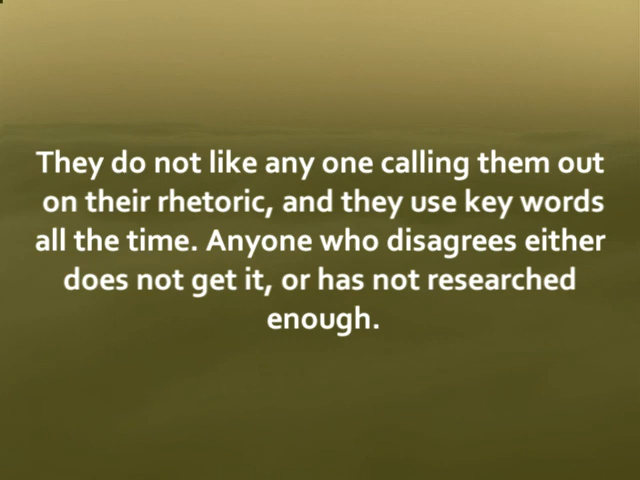 They do not like any one calling them out
on their rhetoric, and they use key words
all the time. Anyone who disagrees either
does not get it, or has not researched
enough.